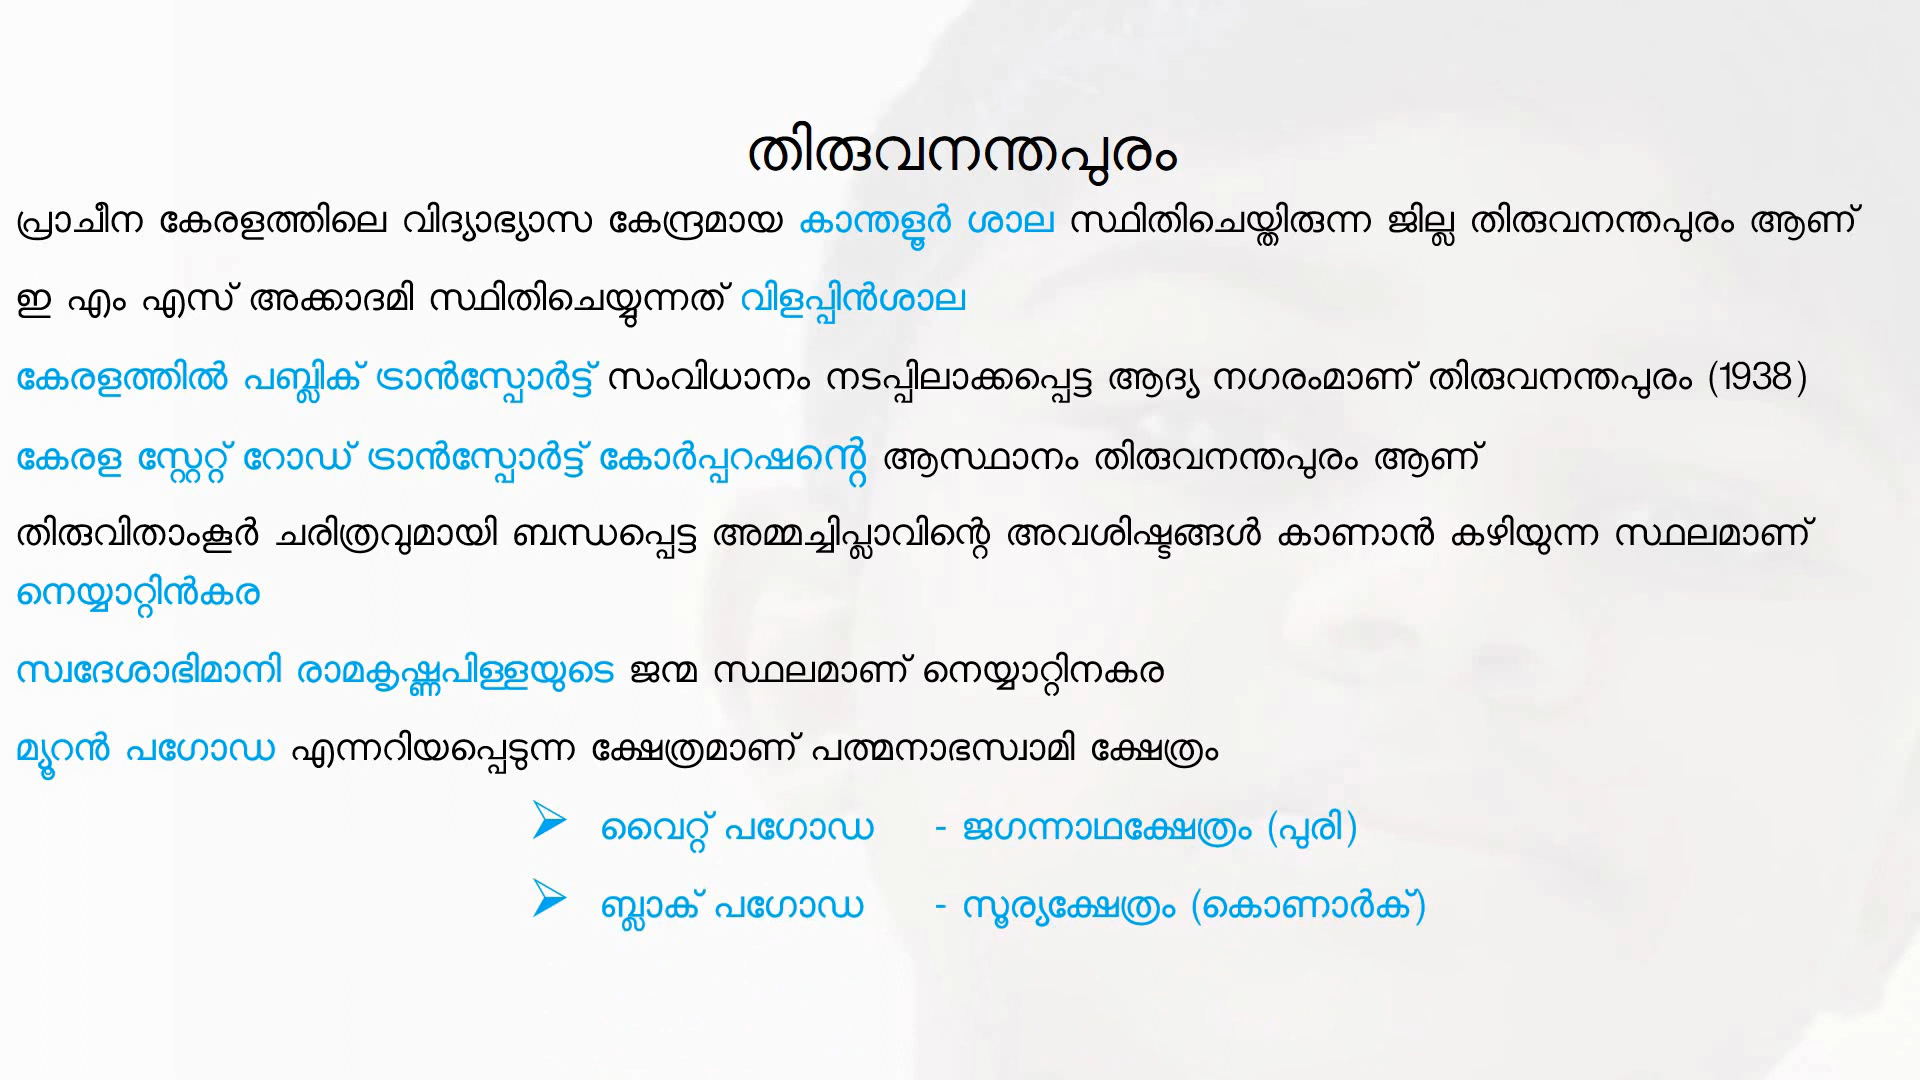 തിരുവനന്തപുരം
പ്രാചീന കേരളത്തിലെ വിദ്യാഭ്യാസ കേന്ദ്രമായ കാന്തളൂർ ശാല സ്ഥിതിചെയ്തിരുന്ന ജില്ല തിരുവനന്തപുരം ആണ്
ഇ എം എസ് അക്കാദമി സ്ഥിതിചെയ്യുന്നത് വിളപ്പിൻശാല
കേരളത്തിൽ പബ്ലിക് ട്രാൻസ്പോർട്ട് സംവിധാനം നടപ്പിലാക്കപ്പെട്ട ആദ്യ നഗരംമാണ് തിരുവനന്തപുരം (1938)
കേരള സ്റ്റേറ്റ് റോഡ് ട്രാൻസ്പോർട്ട് കോർപ്പറഷന്റെ ആസ്ഥാനം തിരുവനന്തപുരം ആണ്
തിരുവിതാംകൂർ ചരിത്രവുമായി ബന്ധപ്പെട്ട അമ്മച്ചിപ്ലാവിന്റെ അവശിഷ്ടങ്ങൾ കാണാൻ കഴിയുന്ന സ്ഥലമാണ്
നെയ്യാറ്റിൻകര
സ്വദേശാഭിമാനി രാമകൃഷ്ണപിള്ളയുടെ ജന്മ സ്ഥലമാണ് നെയ്യാറ്റിനകര
മ്യൂറൻ പഗോഡ എന്നറിയപ്പെടുന്ന ക്ഷേത്രമാണ് പത്മനാഭസ്വാമി ക്ഷേത്രം
➢ വൈറ്റ് പഗോഡ - ജഗന്നാഥക്ഷേത്രം (പുരി)
➢ ബ്ലാക് പഗോഡ - സൂര്യക്ഷേത്രം (കൊണാർക്)